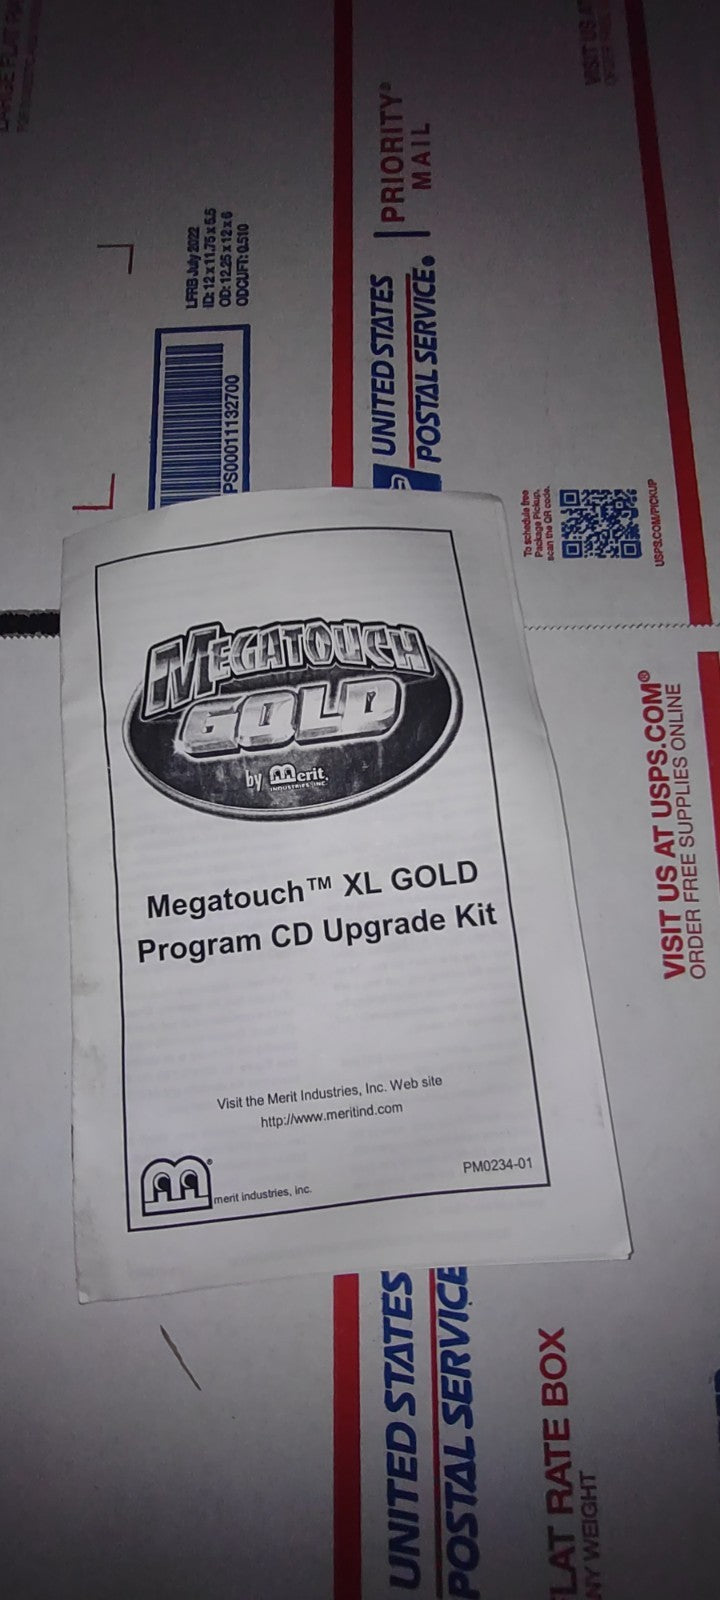 LFRB July 2022
ID: 12 x 11.75 x 5.5
OD: 12.25 x 12 x 6
ODCUFT: 0.510
PS00011132700
UNITED STATES
POSTAL SERVICE®
PRIORITY®
MAIL
VISIT US
To schedule free
Package Pickup,
scan the QR code.
USPS.COM/PICKUP
MEGATOUCH
GOLD
by Merit
INDUSTRIES INC.
Megatouch™ XL GOLD
Program CD Upgrade Kit
Visit the Merit Industries, Inc. Web site
http://www.meritind.com
merit industries, inc.
PM0234-01
VISIT US AT USPS.COM®
ORDER FREE SUPPLIES ONLINE
UNITED STATES
POSTAL SERVICE
FLAT RATE BOX
ANY WEIGHT